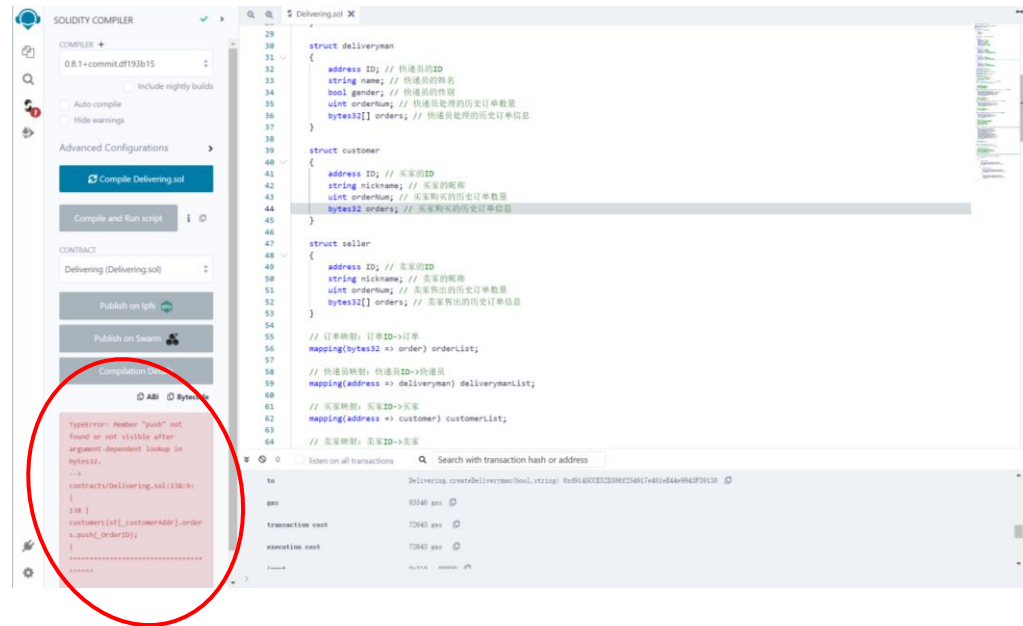 SOLIDITY COMPILER
COMPILER +
0.8.1+commit.df193b15
Include nightly builds
Auto compile
Hide warnings
Advanced Configurations
Compile Delivering.sol
Compile and Run script
i
CONTRACT
Delivering (Delivering.sol)
Publish on Ipfs
Publish on Swarm
Compilation Details
ABI Bytecode
TypeError: Member "push" not
found or not visible after
argument-dependent lookup in
bytes32.
-->
contracts/Delivering.sol:138:9:
|
138 |
customerList[_customerAddr].order
s.push(_OrderID);
|
^^^^^^^^^^^^^^^^^^^^^^^^^^^^^^^^^
^^^^^^
Delivering.sol
29
30 struct deliveryman
31 {
32 address ID; // 快递员的ID
33 string name; // 快递员的姓名
34 bool gender; // 快递员的性别
35 uint orderNum; // 快递员处理的历史订单数量
36 bytes32[] orders; // 快递员处理的历史订单信息
37 }
38
39 struct customer
40 {
41 address ID; // 买家的ID
42 string nickname; // 买家的昵称
43 uint orderNum; // 买家购买的历史订单数量
44 bytes32 orders; // 买家购买的历史订单信息
45 }
46
47 struct seller
48 {
49 address ID; // 卖家的ID
50 string nickname; // 卖家的昵称
51 uint orderNum; // 卖家售出的历史订单数量
52 bytes32[] orders; // 卖家售出的历史订单信息
53 }
54
55 // 订单映射：订单ID->订单
56 mapping(bytes32 => order) orderList;
57
58 // 快递员映射：快递员ID->快递员
59 mapping(address => deliveryman) deliverymanList;
60
61 // 买家映射：买家ID->买家
62 mapping(address => customer) customerList;
63
64 // 卖家映射：卖家ID->卖家
0 listen on all transactions Search with transaction hash or address
to Delivering.createDeliveryman(bool,string)
gas 83540 gas
transaction cost 72643 gas
execution cost 72643 gas
>